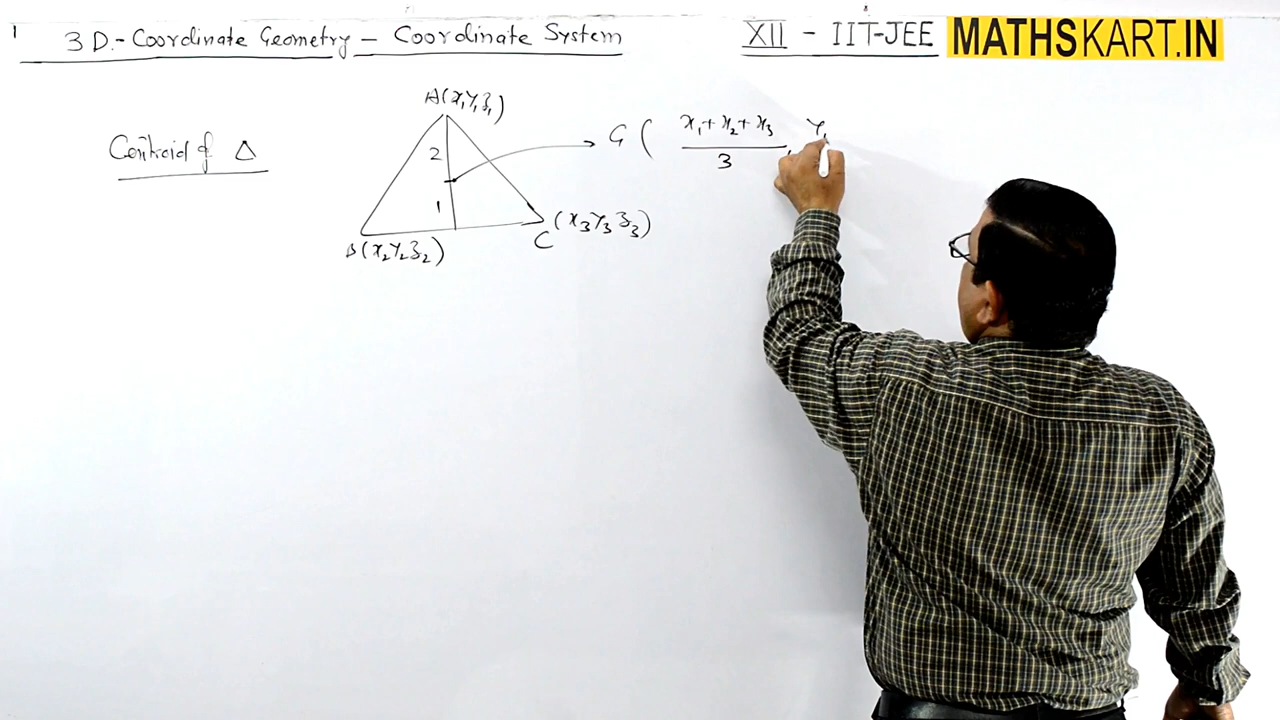 1
3 D.- Coordinate Geometry – Coordinate System
XII - IIT-JEE MATHSKART.IN
Centroid of Δ
A(x₁y₁z₁)
2
1
B(x₂y₂z₂)
C(x₃y₃z₃)
G ( x₁+x₂+x₃ , y₁
3